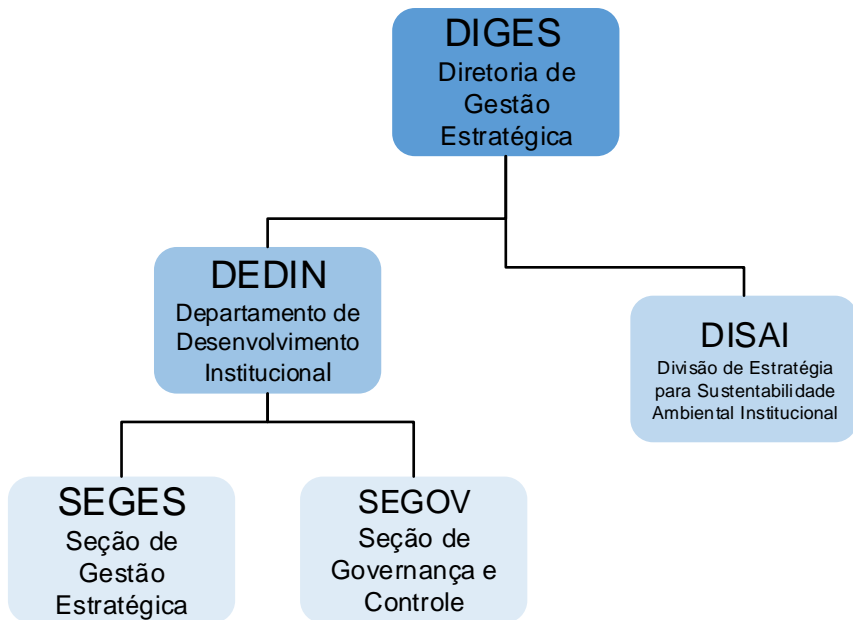 DIGES
Diretoria de
Gestão
Estratégica
DEDIN
Departamento de
Desenvolvimento
Institucional
DISAI
Divisão de Estratégia
para Sustentabilidade
Ambiental Institucional
SEGES
Seção de
Gestão
Estratégica
SEGOV
Seção de
Governança e
Controle